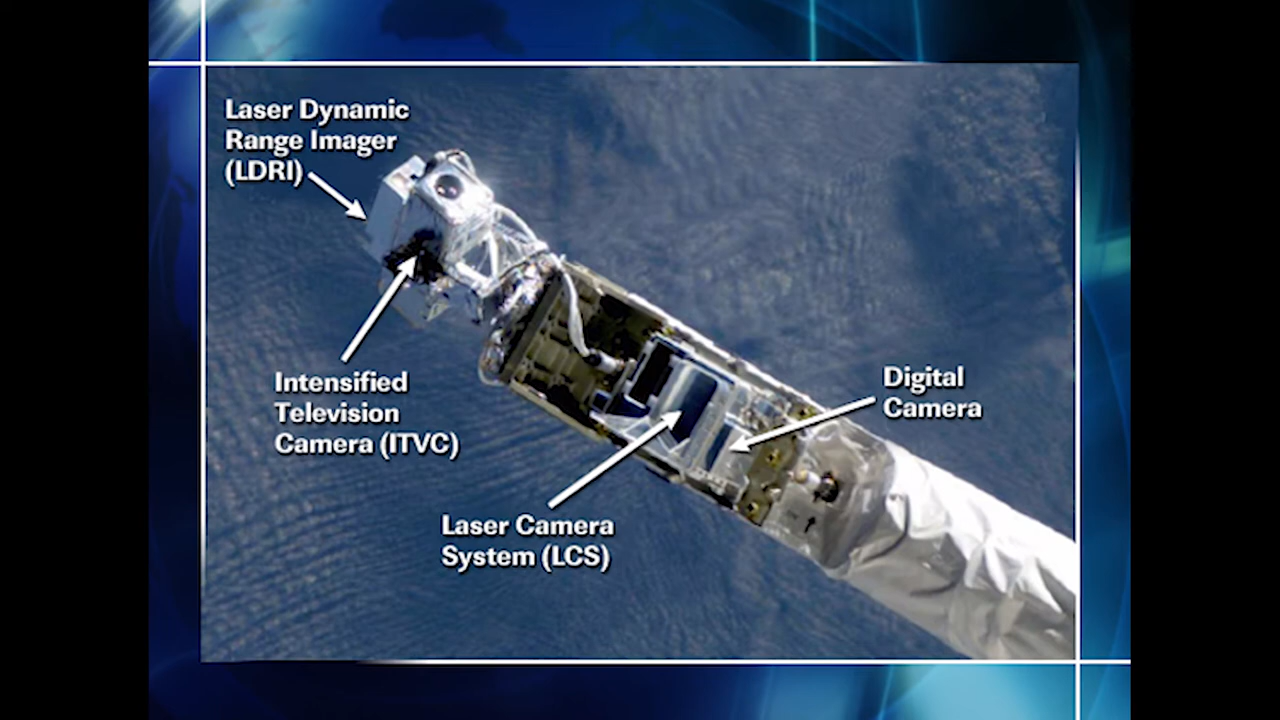 Laser Dynamic
Range Imager
(LDRI)
Intensified
Television
Camera (ITVC)
Digital
Camera
Laser Camera
System (LCS)